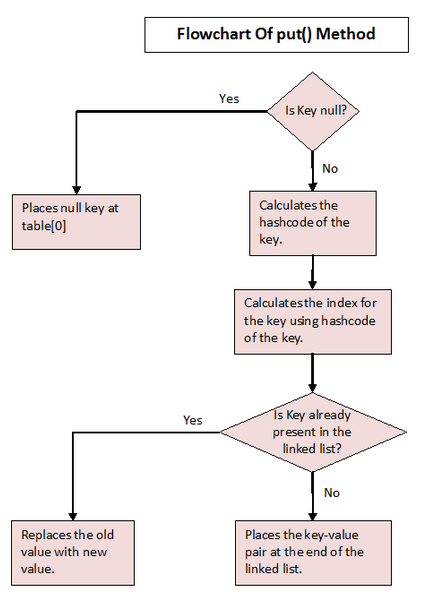 Flowchart Of put() Method
Yes
Is Key null?
No
Places null key at
table[0]
Calculates the
hashcode of the
key.
Calculates the index for
the key using hashcode
of the key.
Is Key already
present in the
linked list?
Yes
No
Replaces the old
value with new
value.
Places the key-value
pair at the end of the
linked list.